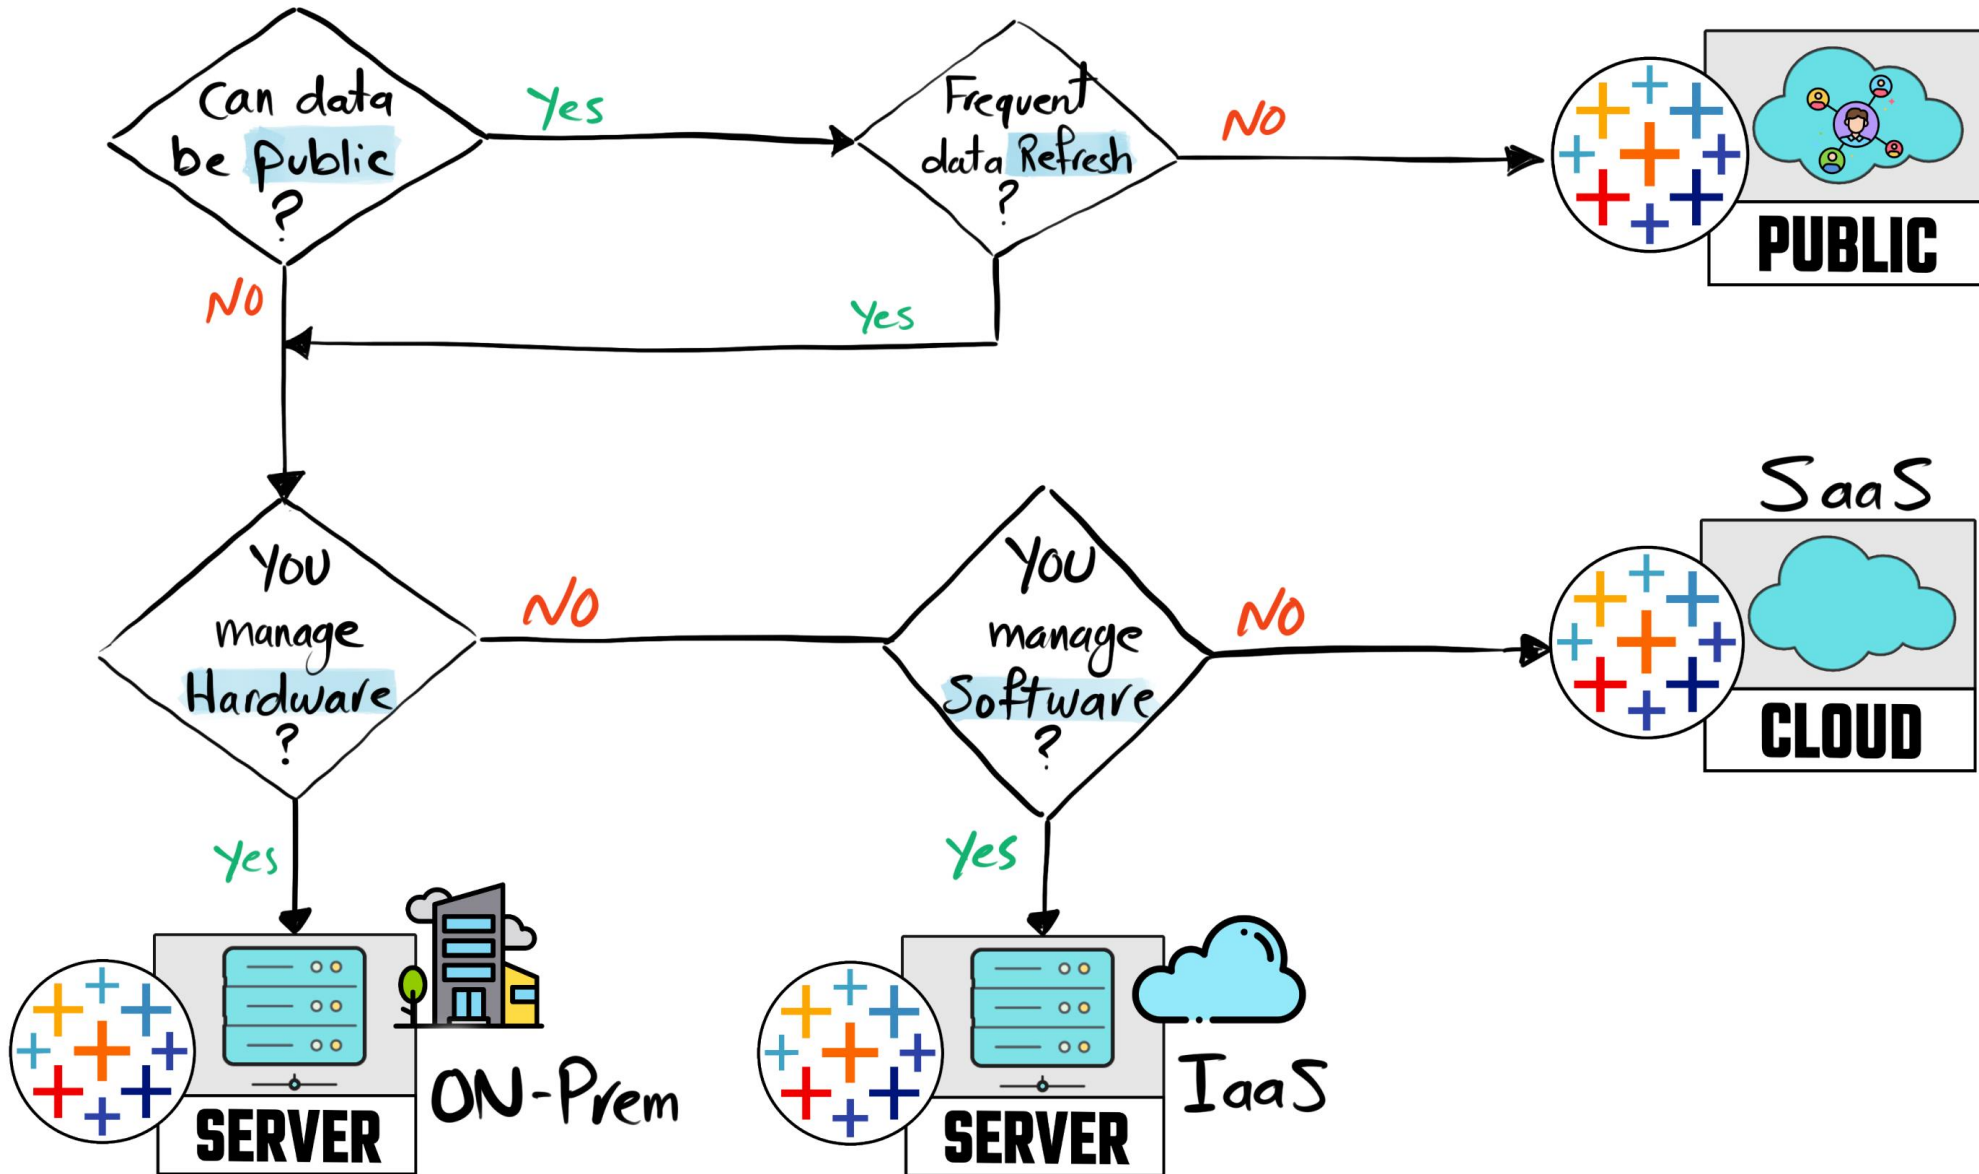 Can data
be public
?
Yes
Frequent
data Refresh
?
NO
PUBLIC
NO
Yes
YOU
manage
Hardware
?
NO
YOU
manage
Software
?
NO
SaaS
CLOUD
Yes
SERVER
ON-Prem
Yes
SERVER
IaaS